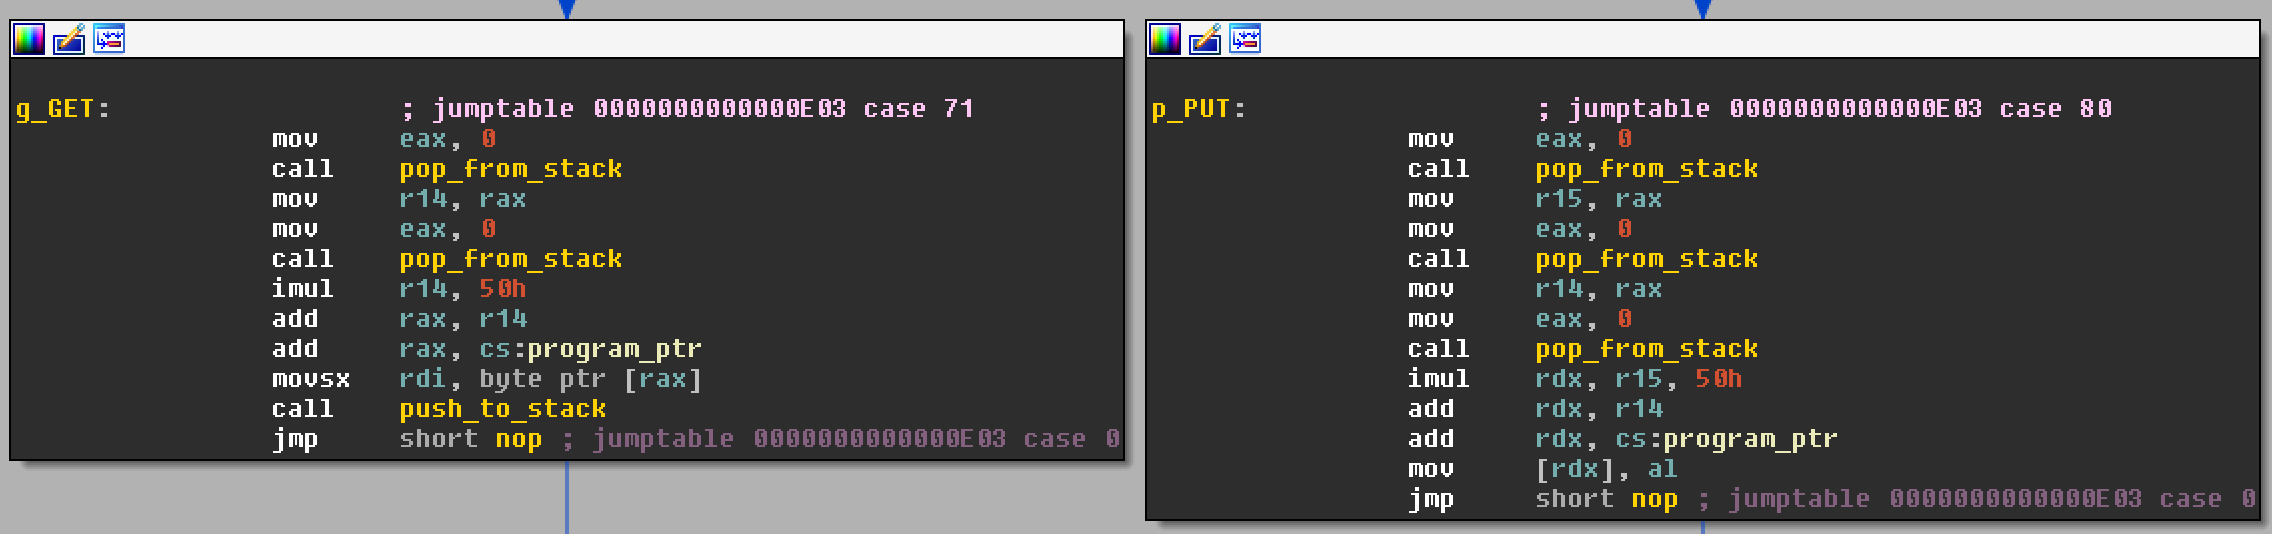 g_GET: ; jumptable 0000000000000E03 case 71
mov eax, 0
call pop_from_stack
mov r14, rax
mov eax, 0
call pop_from_stack
imul r14, 50h
add rax, r14
add rax, cs:program_ptr
movsx rdi, byte ptr [rax]
call push_to_stack
jmp short nop ; jumptable 0000000000000E03 case 0
p_PUT: ; jumptable 0000000000000E03 case 80
mov eax, 0
call pop_from_stack
mov r15, rax
mov eax, 0
call pop_from_stack
mov r14, rax
mov eax, 0
call pop_from_stack
imul rdx, r15, 50h
add rdx, r14
add rdx, cs:program_ptr
mov [rdx], al
jmp short nop ; jumptable 0000000000000E03 case 0